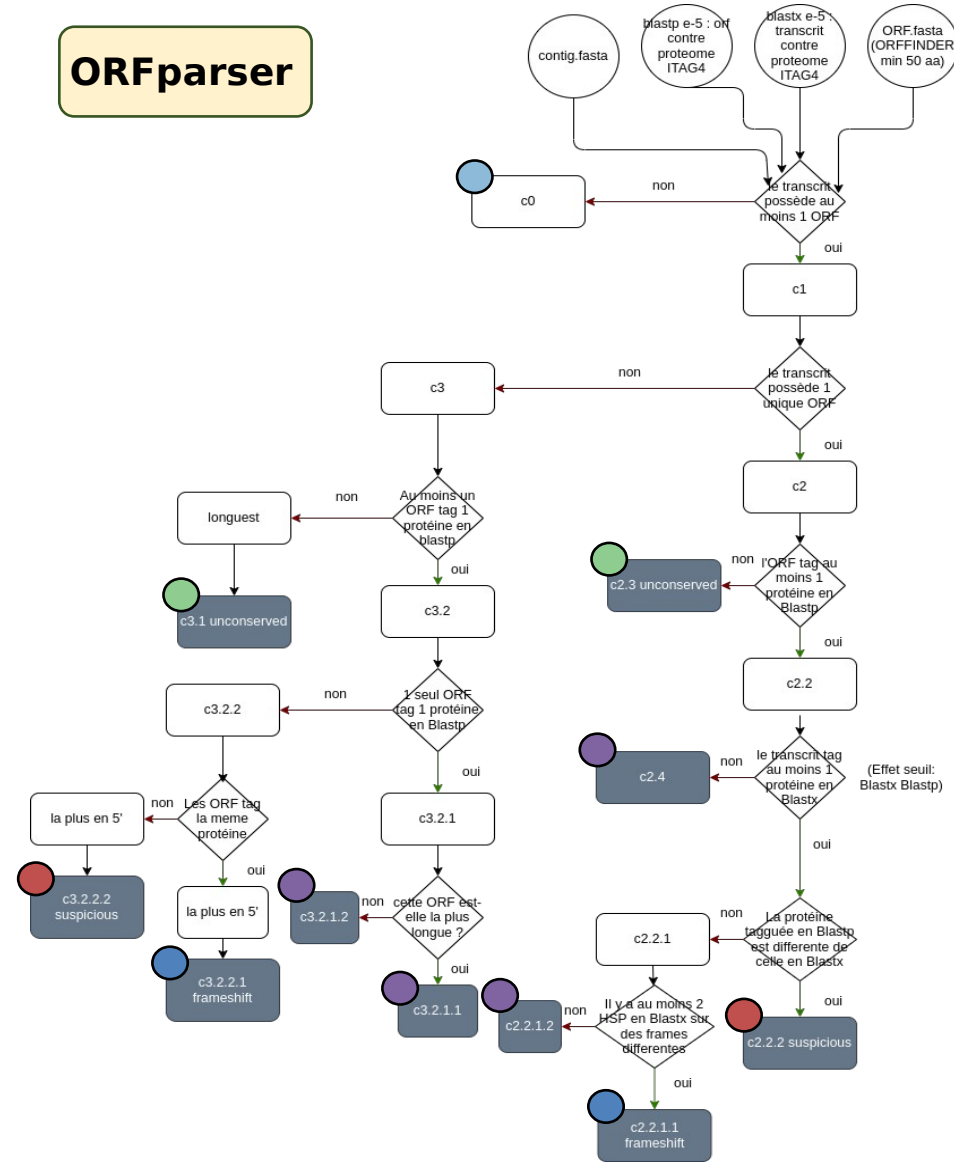 ORFparser
contig.fasta
blastp e-5 : orf
contre
proteome
ITAG4
blastx e-5 :
transcrit
contre
proteome
ITAG4
ORF.fasta
(ORFFINDER
min 50 aa)
le transcrit
possède au
moins 1 ORF
non
c0
oui
c1
le transcrit
possède 1
unique ORF
non
c3
oui
c2
Au moins un
ORF tag 1
protéine en
blastp
non
longuest
c3.1 unconserved
oui
c3.2
l'ORF tag au
moins 1
protéine en
Blastp
non
c2.3 unconserved
oui
c2.2
1 seul ORF
tag 1 protéine
en Blastp
non
c3.2.2
oui
c3.2.1
le transcrit tag
au moins 1
protéine en
Blastx
(Effet seuil:
Blastx Blastp)
non
c2.4
oui
Les ORF tag
la meme
protéine
non
la plus en 5'
c3.2.2.2
suspicious
oui
la plus en 5'
c3.2.2.1
frameshift
cette ORF est-
elle la plus
longue ?
non
c3.2.1.2
oui
c3.2.1.1
La protéine
tagguée en Blastp
est differente de
celle en Blastx
non
c2.2.1
oui
c2.2.2 suspicious
Il y a au moins 2
HSP en Blastx sur
des frames
differentes
non
c2.2.1.2
oui
c2.2.1.1
frameshift